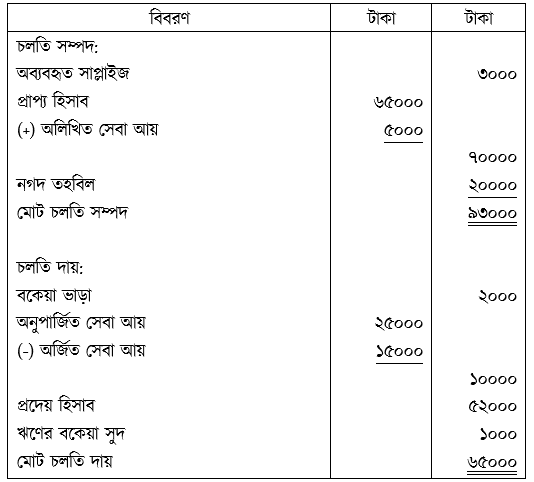 বিবরণ টাকা টাকা
চলতি সম্পদ:
অব্যবহৃত সাপ্লাইজ ৩০০০
প্রাপ্য হিসাব ৬৫০০০
(+) অলিখিত সেবা আয় ৫০০০
৭০০০০
নগদ তহবিল ২০০০০
মোট চলতি সম্পদ ৯৩০০০
চলতি দায়:
বকেয়া ভাড়া ২০০০
অনুপার্জিত সেবা আয় ২৫০০০
(-) অর্জিত সেবা আয় ১৫০০০
১০০০০
প্রদেয় হিসাব ৫২০০০
ঋণের বকেয়া সুদ ১০০০
মোট চলতি দায় ৬৫০০০